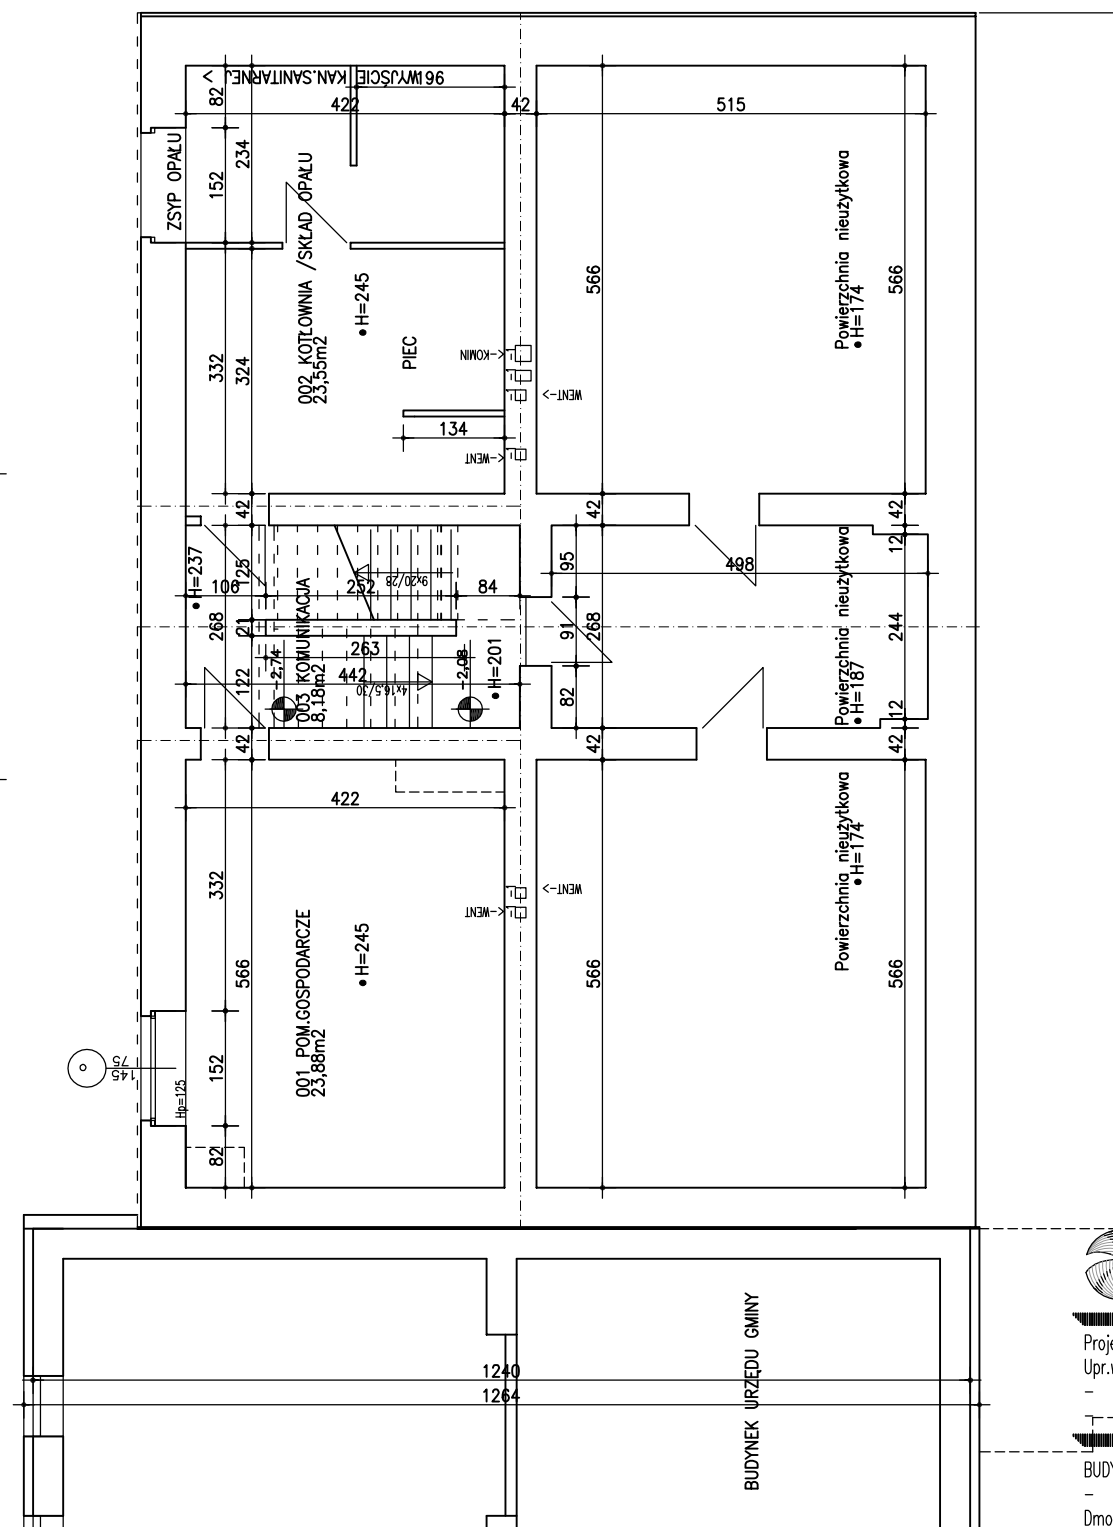 196
WYJŚCIE KAN.SANITARNEJ >
422
42
515
82
152
234
ZSYP OPAŁU
002 KOTŁOWNIA /SKŁAD OPAŁU
23,55m2
H=245
PIEC
<-KOMIN
WENT->
<-WENT
134
332
324
566
566
Powierzchnia nieużytkowa
H=174
42
42
42
H=237
106
125
252
9x20/28
84
95
498
12
268
21
263
91
268
244
-2,74
003 KOMUNIKACJA
8,18m2
442
4x16.5/30
-2,08
H=201
122
82
12
Powierzchnia nieużytkowa
H=187
42
42
42
422
332
566
001 POM.GOSPODARCZE
23,88m2
H=245
WENT->
<-WENT
566
566
Powierzchnia nieużytkowa
H=174
75
145
Hp=125
152
82
1240
1264
BUDYNEK URZĘDU GMINY
Proje
Upr.w
-
-
BUDY
-
Dmo